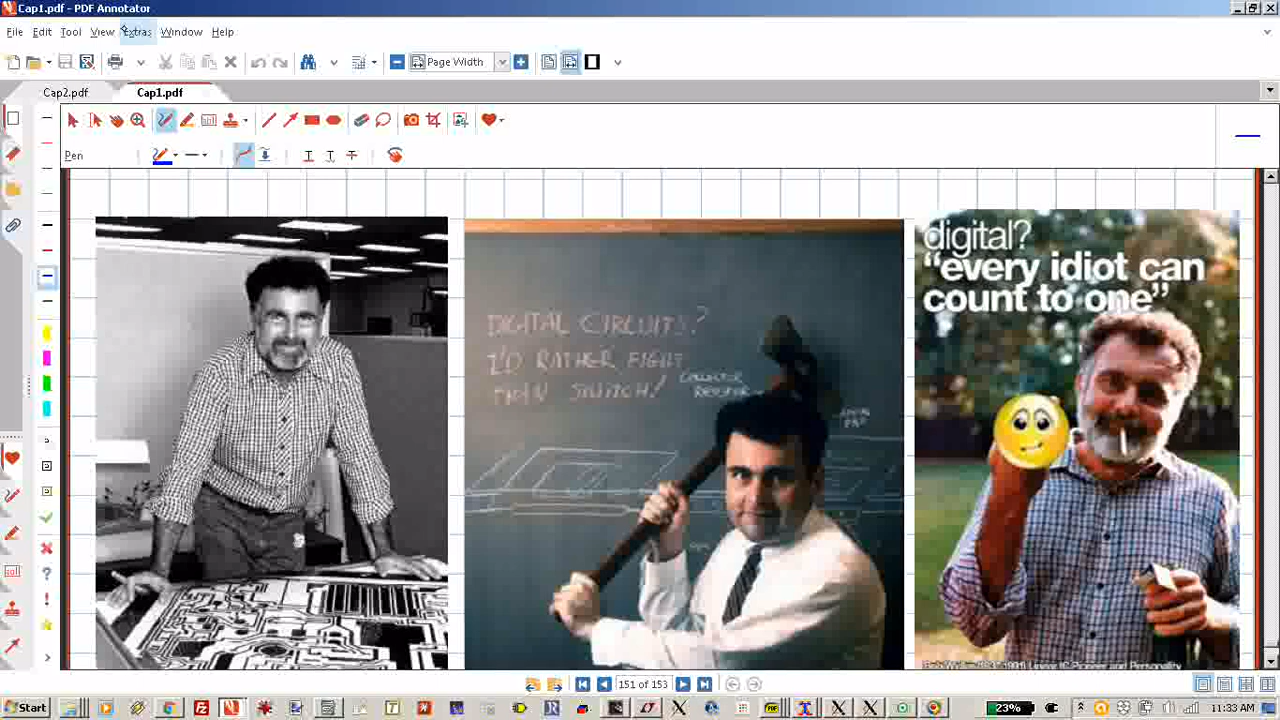 Cap1.pdf - PDF Annotator
File Edit Tool View Extras Window Help
Page Width
Cap2.pdf Cap1.pdf
Pen
digital?
"every idiot can
count to one"
DIGITAL CIRCUITS?
I'D RATHER FIGHT
THAN SWITCH!
COLLECTOR
RESISTOR
151 of 153
Start
23%
11:33 AM